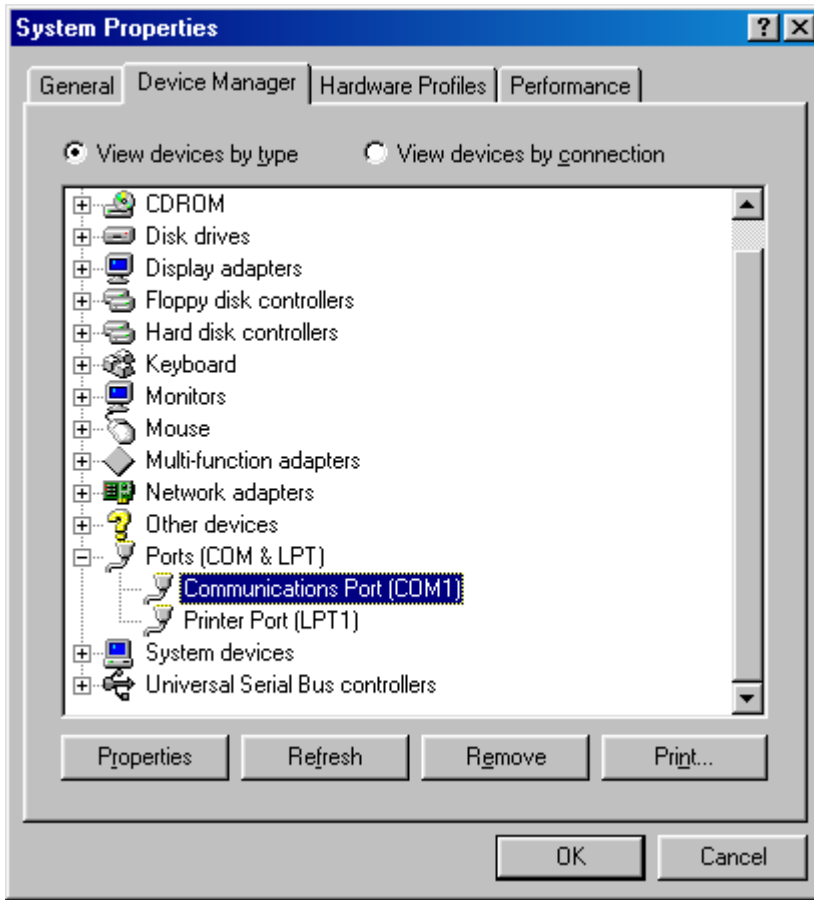 System Properties
General Device Manager Hardware Profiles Performance
View devices by type View devices by connection
CDROM
Disk drives
Display adapters
Floppy disk controllers
Hard disk controllers
Keyboard
Monitors
Mouse
Multi-function adapters
Network adapters
Other devices
Ports (COM & LPT)
Communications Port (COM1)
Printer Port (LPT1)
System devices
Universal Serial Bus controllers
Properties Refresh Remove Print...
OK Cancel